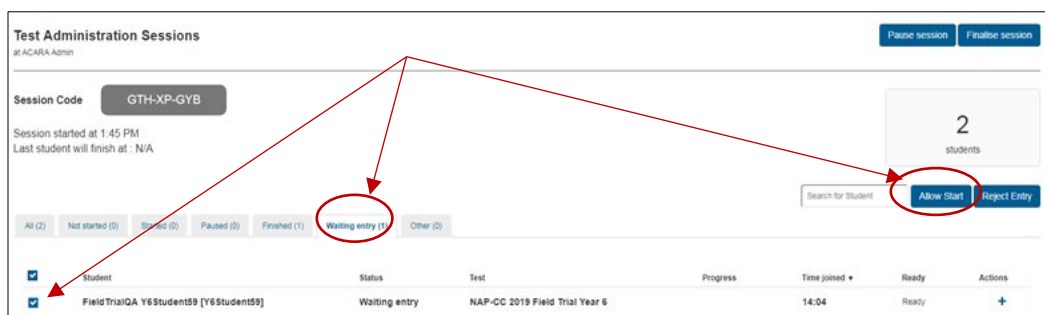 Test Administration Sessions
at ACARA Admin
Pause session
Finalise session
Session Code
GTH-XP-GYB
Session started at 1:45 PM
Last student will finish at : N/A
2
students
Search for Student
Allow Start
Reject Entry
All (2)
Not started (0)
Started (0)
Paused (0)
Finished (1)
Waiting entry (1)
Other (0)
Student
Status
Test
Progress
Time joined ▾
Ready
Actions
FieldTrialQA Y6Student59 [Y6Student59]
Waiting entry
NAP-CC 2019 Field Trial Year 6
14:04
Ready
+